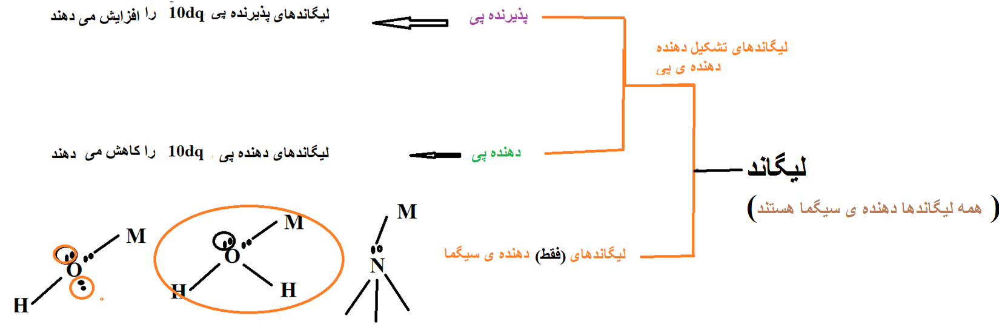 لیگاند
( همه لیگاندها دهنده ی سیگما هستند)
لیگاندهای تشکیل دهنده
دهنده ی پی
پذیرنده پی
لیگاندهای پذیرنده پی 10dq را افزایش می دهند
دهنده پی
لیگاندهای دهنده پی 10dq را کاهش می دهند
لیگاندهای (فقط) دهنده ی سیگما
M
N
M
O
H
H
M
O
H